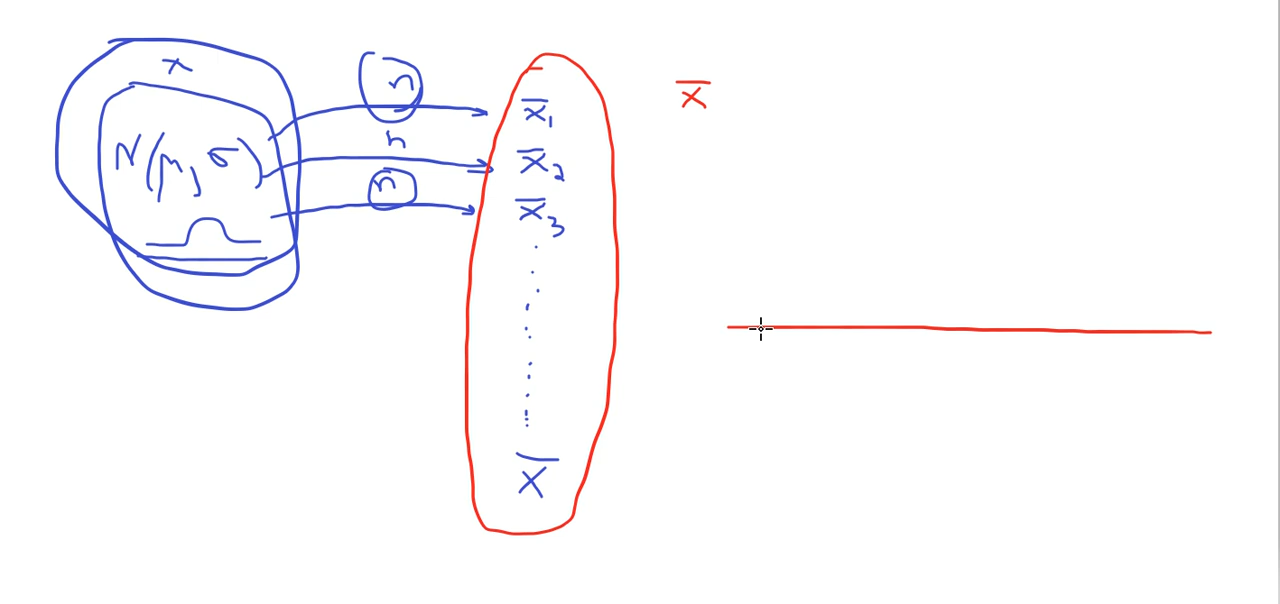 x
N(μ, σ)
n
n
n
x̅₁
x̅₂
x̅₃
X̅
x̅